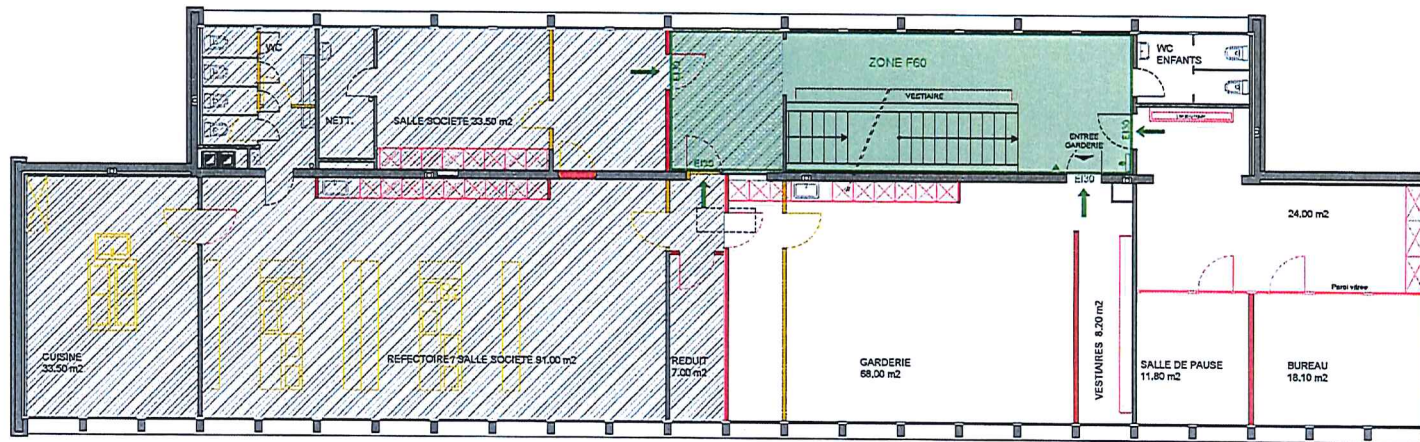 WC
NETT.
SALLE SOCIETE 33.50 m2
EI30
ZONE F60
VESTIAIRE
ENTREE
GARDERIE
EI30
WC
ENFANTS
EI30
EI30
24,00 m2
Paroi vitrée
CUISINE
33.50 m2
REFECTOIRE / SALLE SOCIETE 91.00 m2
REDUIT
7.00 m2
GARDERIE
68,00 m2
VESTIAIRES 8.20 m2
SALLE DE PAUSE
11.80 m2
BUREAU
18.10 m2